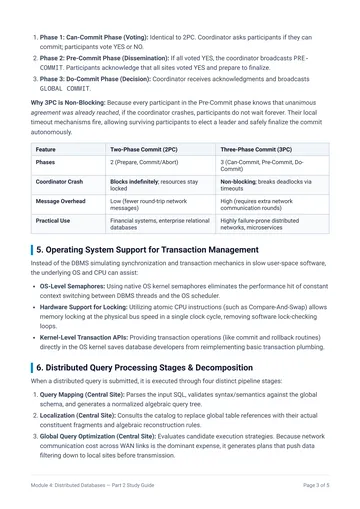 1. Phase 1: Can-Commit Phase (Voting): Identical to 2PC. Coordinator asks participants if they can
commit; participants vote YES or NO.
2. Phase 2: Pre-Commit Phase (Dissemination): If all voted YES, the coordinator broadcasts PRE-
COMMIT. Participants acknowledge that all sites voted YES and prepare to finalize.
3. Phase 3: Do-Commit Phase (Decision): Coordinator receives acknowledgments and broadcasts
GLOBAL COMMIT.
Why 3PC is Non-Blocking: Because every participant in the Pre-Commit phase knows that unanimous
agreement was already reached, if the coordinator crashes, participants do not wait forever. Their local
timeout mechanisms fire, allowing surviving participants to elect a leader and safely finalize the commit
autonomously.
Feature Two-Phase Commit (2PC) Three-Phase Commit (3PC)
Phases 2 (Prepare, Commit/Abort) 3 (Can-Commit, Pre-Commit, Do-
Commit)
Coordinator Crash Blocks indefinitely; resources stay Non-blocking; breaks deadlocks via
locked timeouts
Message Overhead Low (fewer round-trip network High (requires extra network
messages) communication rounds)
Practical Use Financial systems, enterprise relational Highly failure-prone distributed
databases networks, microservices
5. Operating System Support for Transaction Management
Instead of the DBMS simulating synchronization and transaction mechanics in slow user-space software,
the underlying OS and CPU can assist:
• OS-Level Semaphores: Using native OS kernel semaphores eliminates the performance hit of constant
context switching between DBMS threads and the OS scheduler.
• Hardware Support for Locking: Utilizing atomic CPU instructions (such as Compare-And-Swap) allows
memory locking at the physical bus speed in a single clock cycle, removing software lock-checking
loops.
• Kernel-Level Transaction APIs: Providing transaction operations (like commit and rollback routines)
directly in the OS kernel saves database developers from reimplementing basic transaction plumbing.
6. Distributed Query Processing Stages & Decomposition
When a distributed query is submitted, it is executed through four distinct pipeline stages:
1. Query Mapping (Central Site): Parses the input SQL, validates syntax/semantics against the global
schema, and generates a normalized algebraic query tree.
2. Localization (Central Site): Consults the catalog to replace global table references with their actual
constituent fragments and algebraic reconstruction rules.
3. Global Query Optimization (Central Site): Evaluates candidate execution strategies. Because network
communication cost across WAN links is the dominant expense, it generates plans that push data
filtering down to local sites before transmission.
Module 4: Distributed Databases — Part 2 Study Guide Page 3 of 5